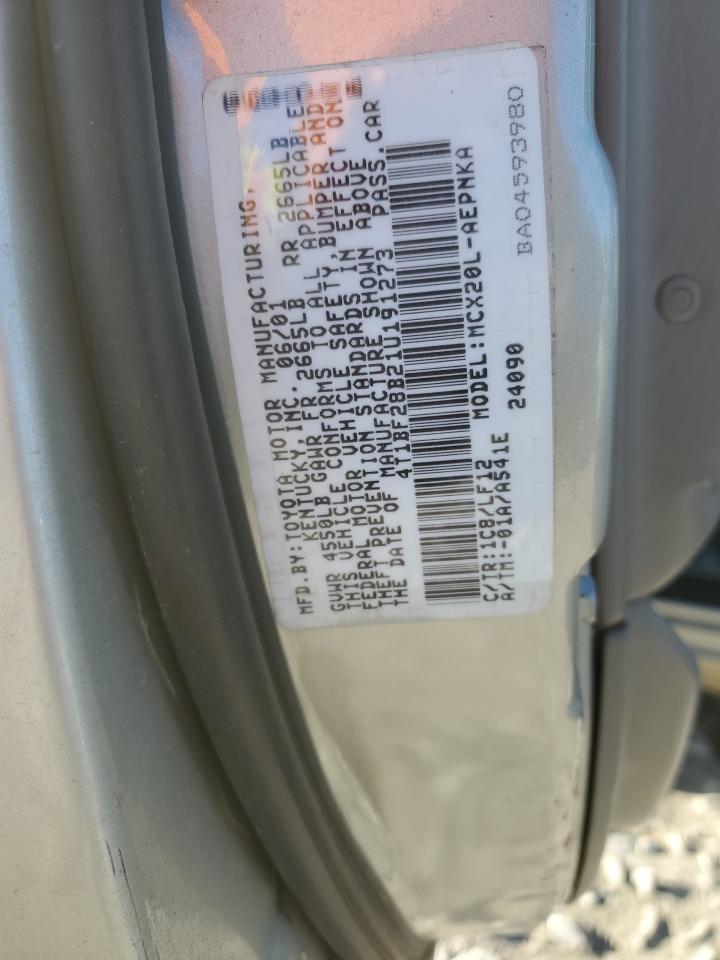 MFD. BY: TOYOTA MOTOR MANUFACTURING,
KENTUCKY, INC. 06/01
GVWR 4550LB GAWR FR 2665LB RR 2665LB
THIS VEHICLE CONFORMS TO ALL APPLICABLE
FEDERAL MOTOR VEHICLE SAFETY, BUMPER AND
THEFT PREVENTION STANDARDS IN EFFECT ON
THE DATE OF MANUFACTURE SHOWN ABOVE
4T1BF28B21U191273 PASS. CAR
C/TR: 1C8/LF12 MODEL: MCX20L-AEPNKA
A/TM: -01A/A541E 24090
BA04593980